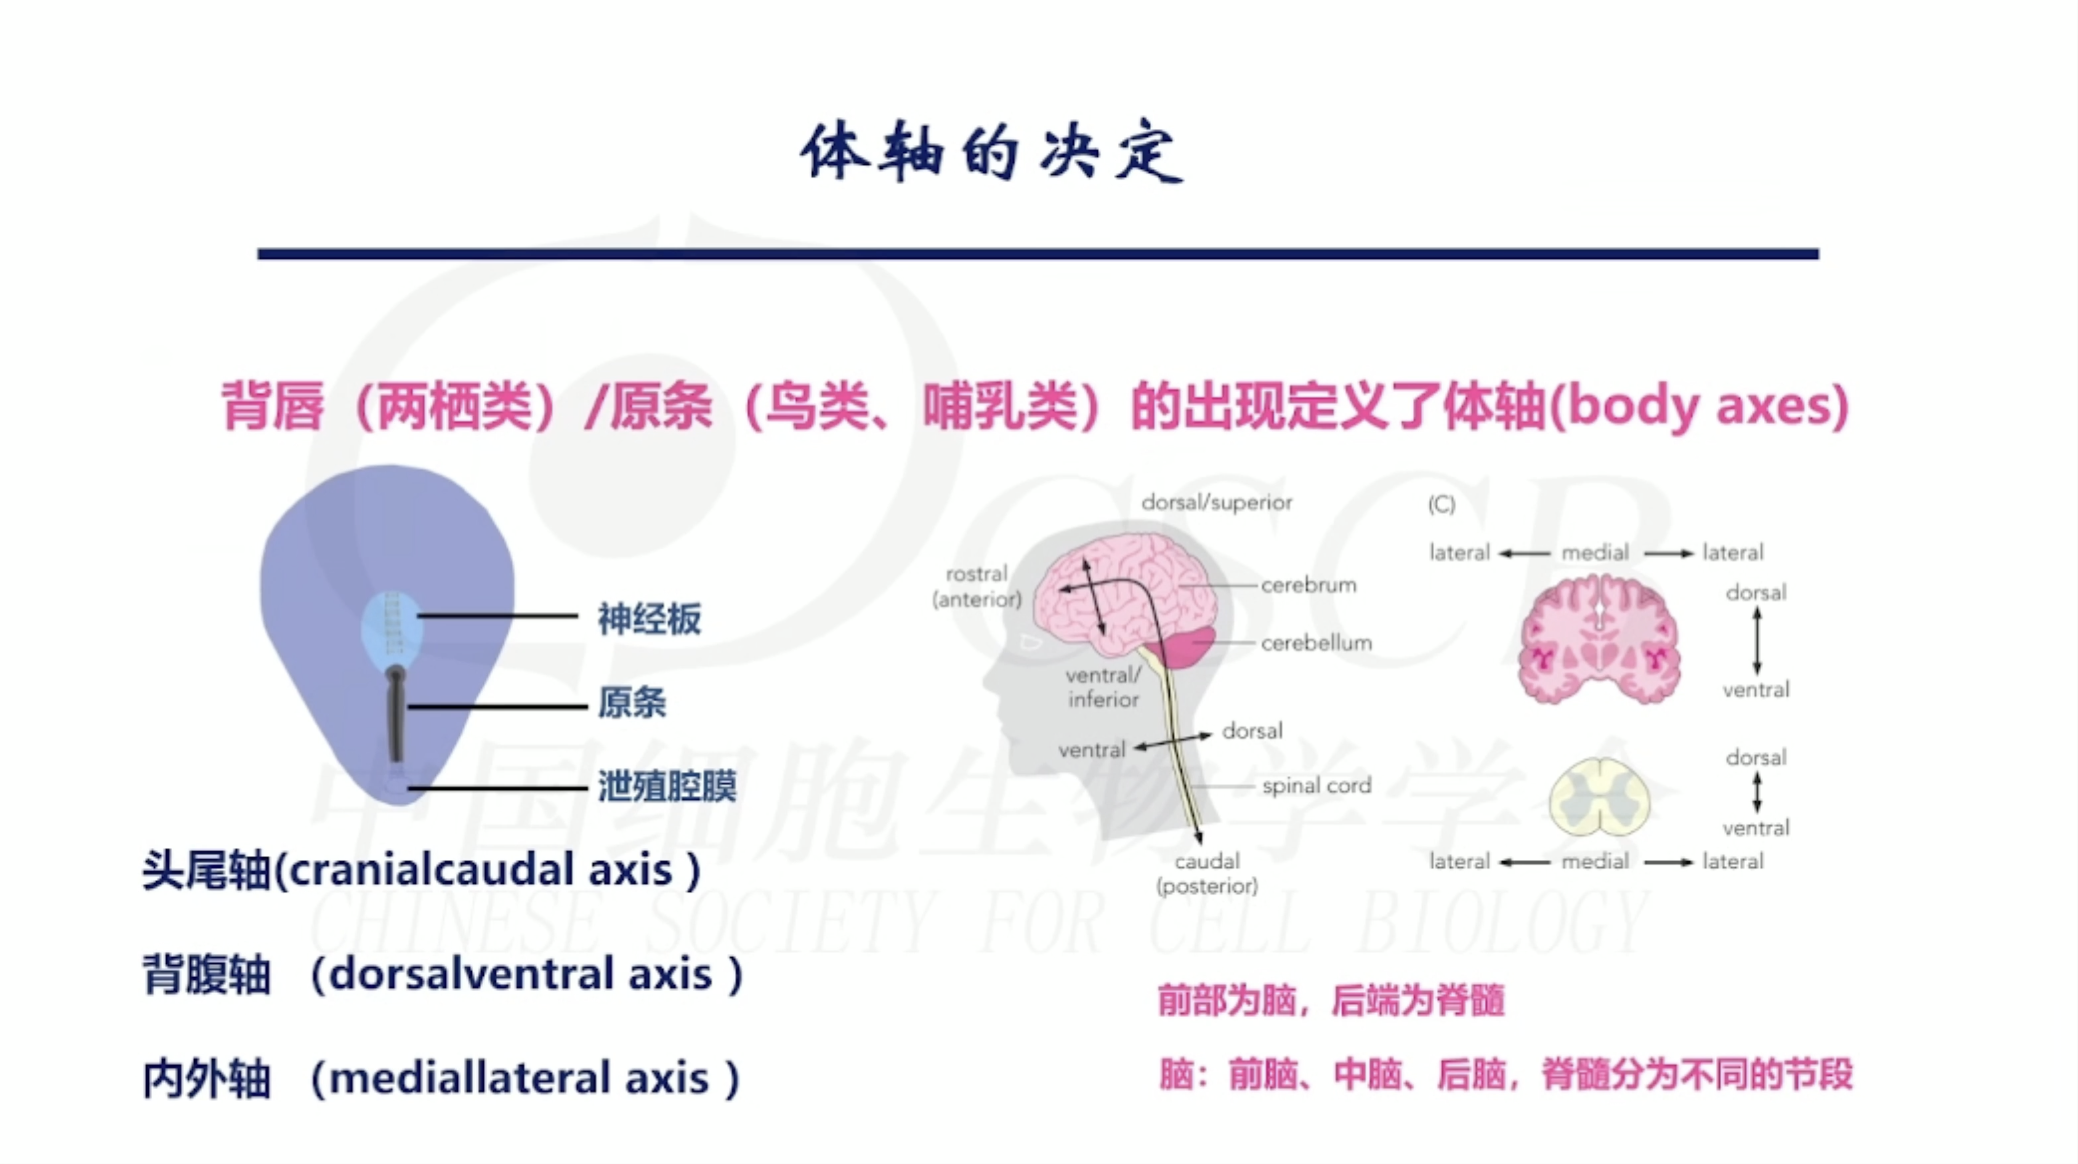 体轴的决定
背唇（两栖类）/原条（鸟类、哺乳类）的出现定义了体轴(body axes)
神经板
原条
泄殖腔膜
头尾轴(cranialcaudal axis )
背腹轴 （dorsalventral axis )
内外轴 （mediallateral axis )
dorsal/superior
rostral
(anterior)
cerebrum
cerebellum
ventral/
inferior
dorsal
ventral
spinal cord
caudal
(posterior)
(C)
lateral medial lateral
dorsal
ventral
dorsal
ventral
lateral medial lateral
前部为脑，后端为脊髓
脑：前脑、中脑、后脑，脊髓分为不同的节段
CSCB
中国细胞生物学学会
CHINESE SOCIETY FOR CELL BIOLOGY